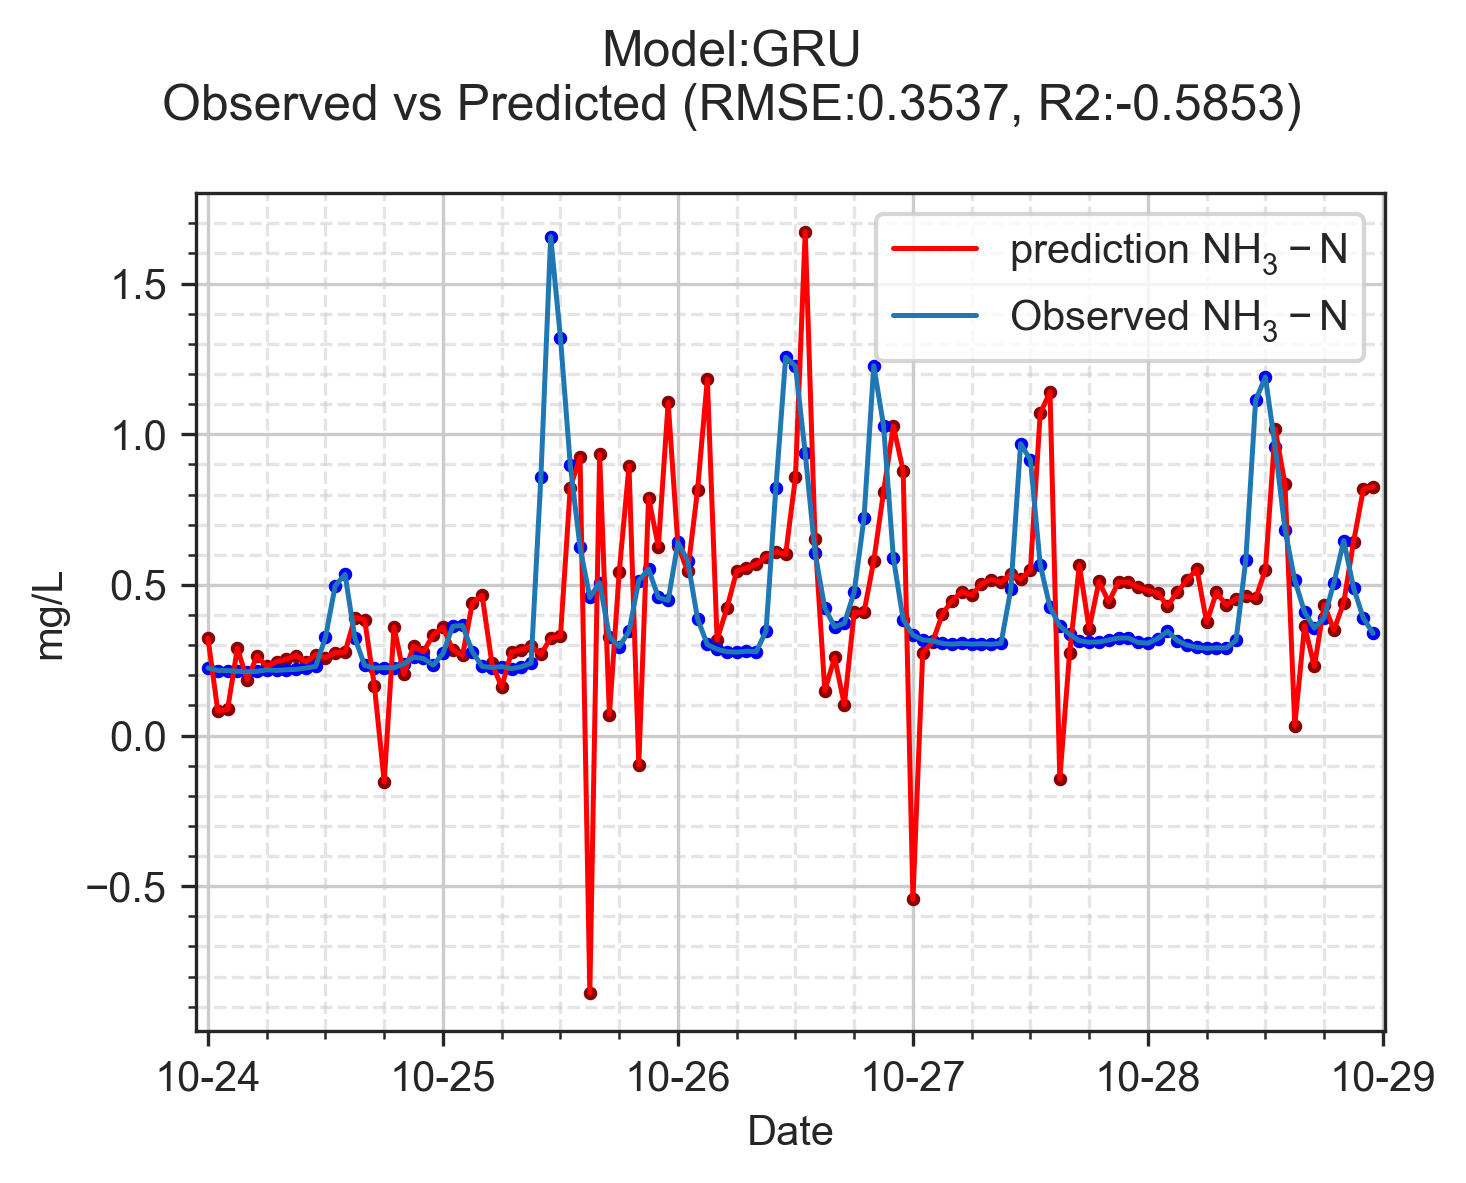 Model:GRU
Observed vs Predicted (RMSE:0.3537, R2:-0.5853)
prediction NH₃ − N
Observed NH₃ − N
1.5
1.0
0.5
0.0
−0.5
mg/L
10-24 10-25 10-26 10-27 10-28 10-29
Date